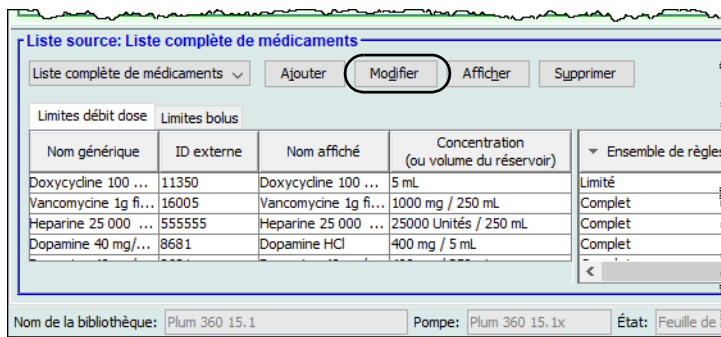 Liste source: Liste complète de médicaments
Liste complète de médicaments Ajouter Modifier Afficher Supprimer
Limites débit dose Limites bolus
Nom générique ID externe Nom affiché Concentration (ou volume du réservoir) Ensemble de règles
Doxycycline 100 ... 11350 Doxycycline 100 ... 5 mL Limité
Vancomycine 1g fi... 16005 Vancomycine 1g fi... 1000 mg / 250 mL Complet
Heparine 25 000 ... 555555 Heparine 25 000 ... 25000 Unités / 250 mL Complet
Dopamine 40 mg/... 8681 Dopamine HCl 400 mg / 5 mL Complet
Nom de la bibliothèque: Plum 360 15.1 Pompe: Plum 360 15.1x État: Feuille de